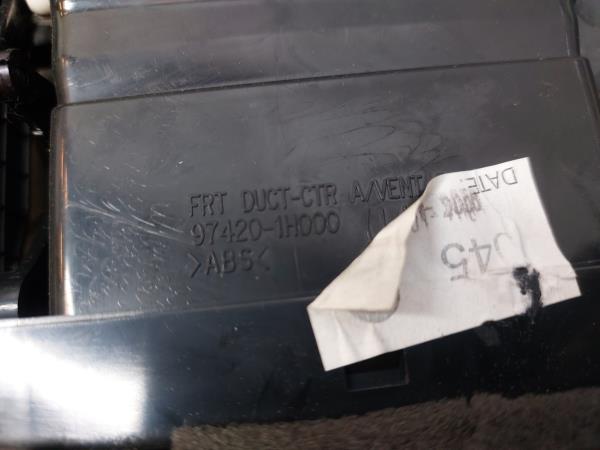 FRT DUCT-CTR A/VENT
97420-1H000
>ABS<
DATE:
J45